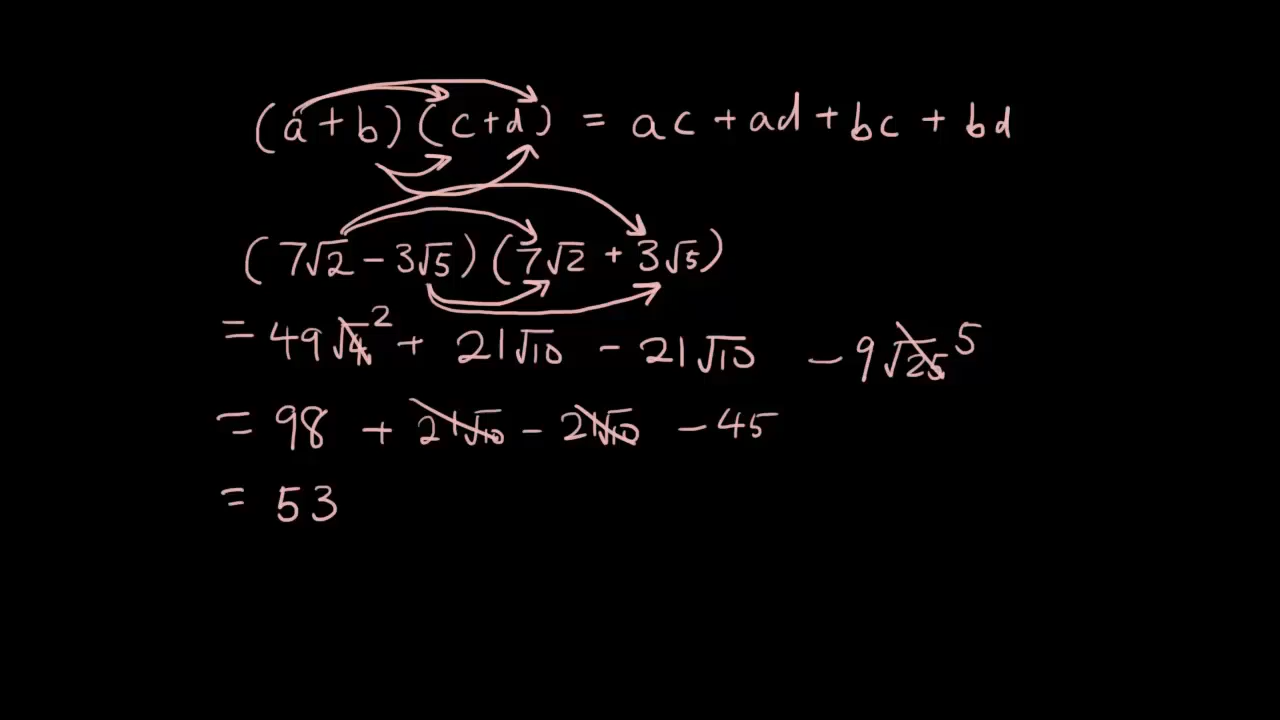 (a + b)(c + d) = ac + ad + bc + bd
(7√2 − 3√5)(7√2 + 3√5)
= 49√4 2 + 21√10 − 21√10 − 9√25 5
= 98 + 21√10 − 21√10 − 45
= 53